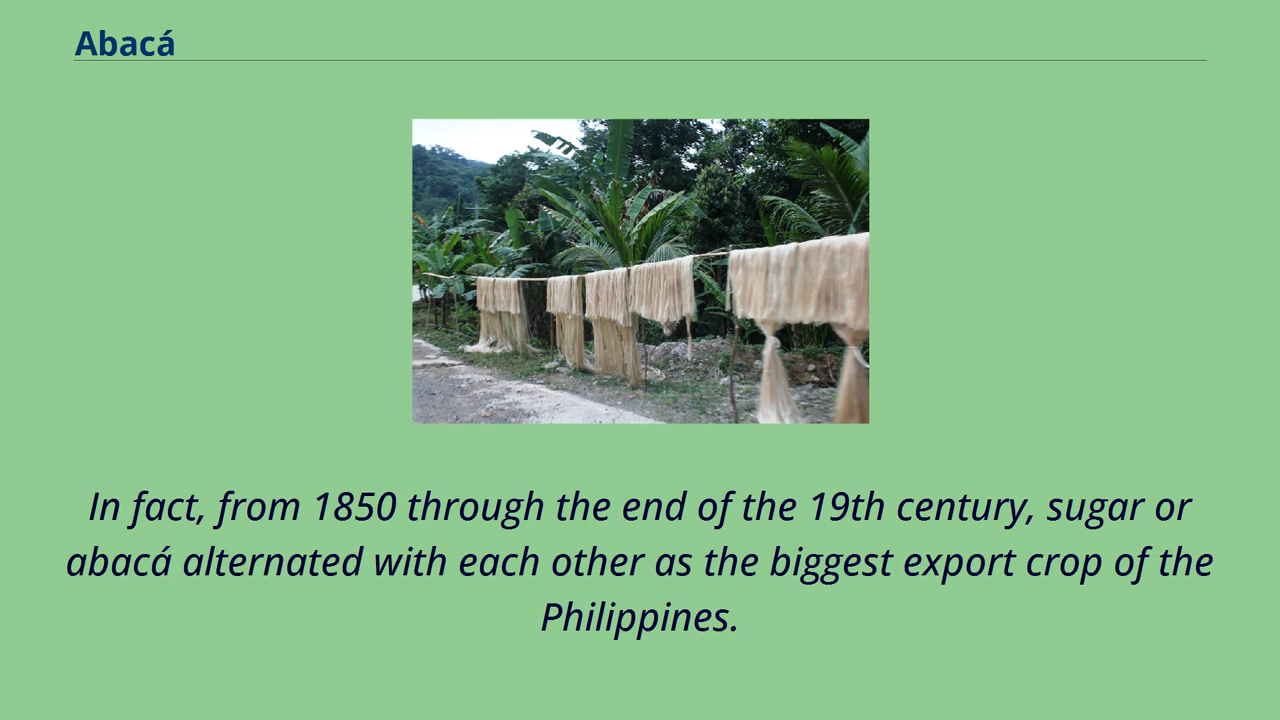 Abacá
In fact, from 1850 through the end of the 19th century, sugar or
abacá alternated with each other as the biggest export crop of the
Philippines.